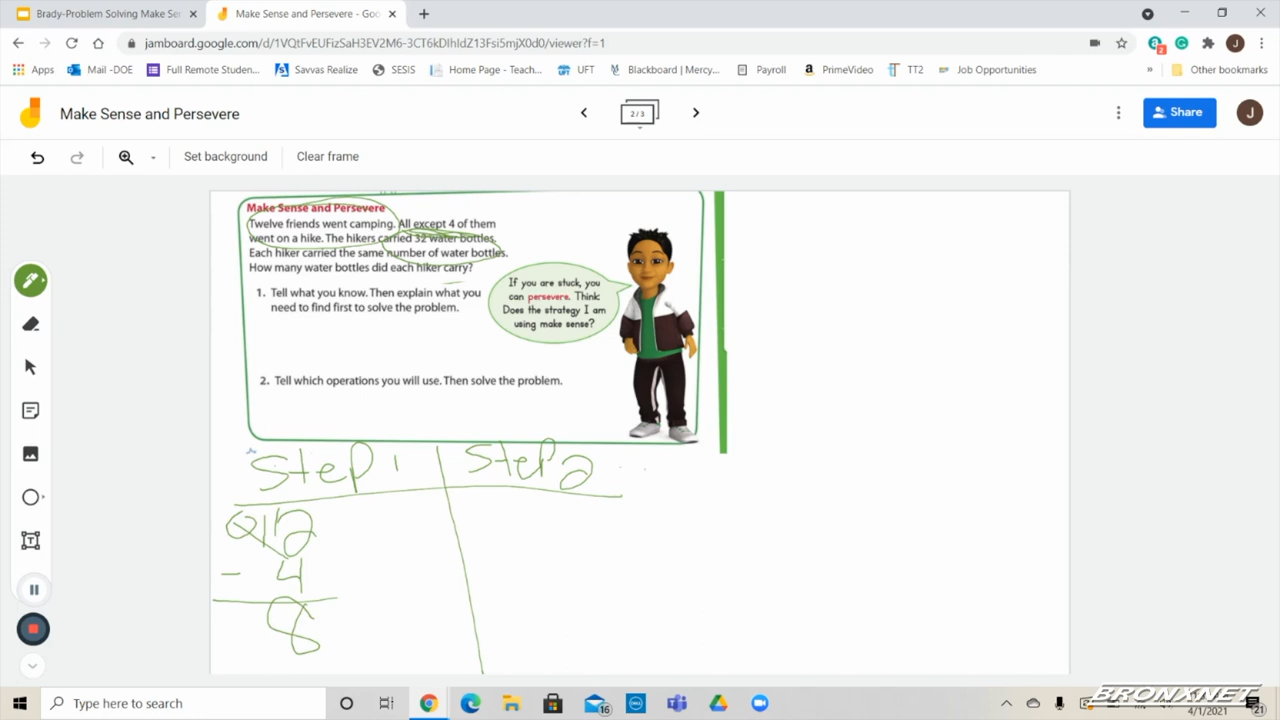 Brady-Problem Solving Make Sen
Make Sense and Persevere - Goo
jamboard.google.com/d/1VQtFvEUFizSaH3EV2M6-3CT6kDIhIdZ13Fsi5mjX0d0/viewer?f=1
Apps Mail -DOE Full Remote Studen... Savvas Realize SESIS Home Page - Teach... UFT Blackboard | Mercy... Payroll PrimeVideo TT2 Job Opportunities » Other bookmarks
Make Sense and Persevere
2 / 3
Share
J
Set background Clear frame
Make Sense and Persevere
Twelve friends went camping. All except 4 of them
went on a hike. The hikers carried 32 water bottles.
Each hiker carried the same number of water bottles.
How many water bottles did each hiker carry?
1. Tell what you know. Then explain what you
need to find first to solve the problem.
If you are stuck, you
can persevere. Think
Does the strategy I am
using make sense?
2. Tell which operations you will use. Then solve the problem.
Step 1 Step 2
12
- 4
8
Type here to search
16
4/1/2021
21
BRONXNET